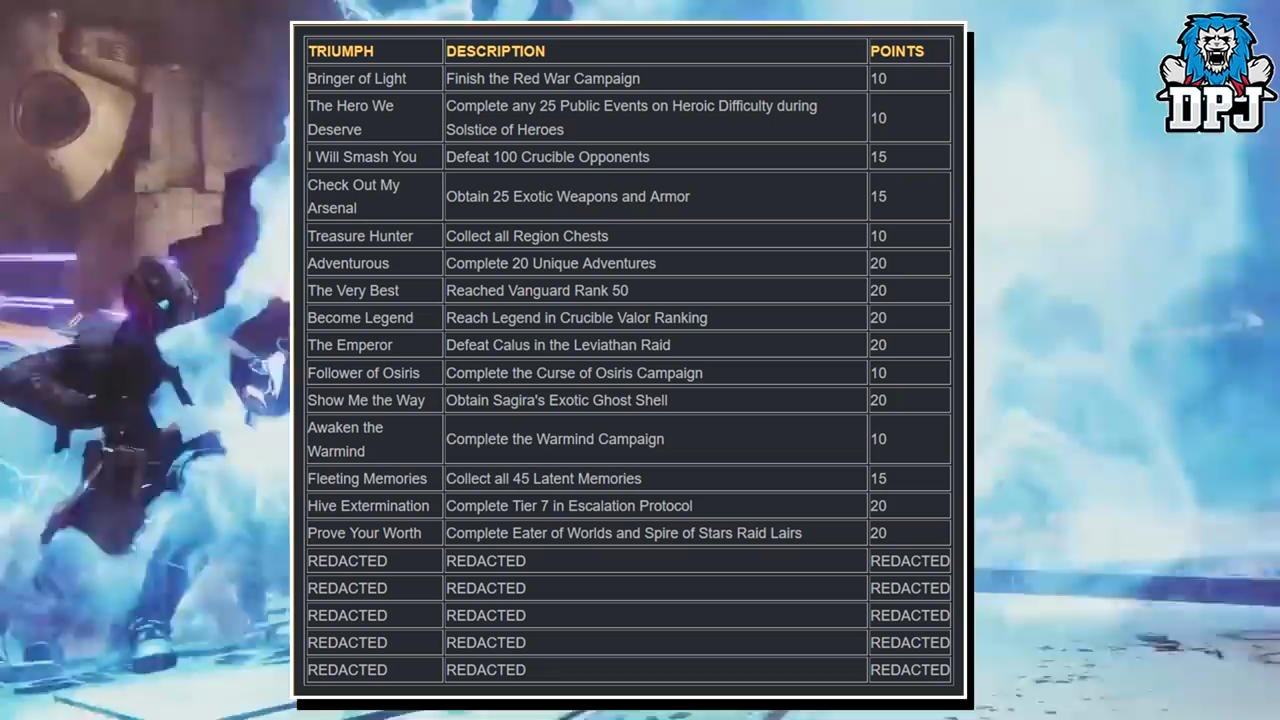 TRIUMPH DESCRIPTION POINTS
Bringer of Light Finish the Red War Campaign 10
The Hero We Deserve Complete any 25 Public Events on Heroic Difficulty during Solstice of Heroes 10
I Will Smash You Defeat 100 Crucible Opponents 15
Check Out My Arsenal Obtain 25 Exotic Weapons and Armor 15
Treasure Hunter Collect all Region Chests 10
Adventurous Complete 20 Unique Adventures 20
The Very Best Reached Vanguard Rank 50 20
Become Legend Reach Legend in Crucible Valor Ranking 20
The Emperor Defeat Calus in the Leviathan Raid 20
Follower of Osiris Complete the Curse of Osiris Campaign 10
Show Me the Way Obtain Sagira's Exotic Ghost Shell 20
Awaken the Warmind Complete the Warmind Campaign 10
Fleeting Memories Collect all 45 Latent Memories 15
Hive Extermination Complete Tier 7 in Escalation Protocol 20
Prove Your Worth Complete Eater of Worlds and Spire of Stars Raid Lairs 20
REDACTED REDACTED REDACTED
REDACTED REDACTED REDACTED
REDACTED REDACTED REDACTED
REDACTED REDACTED REDACTED
REDACTED REDACTED REDACTED
DPJ